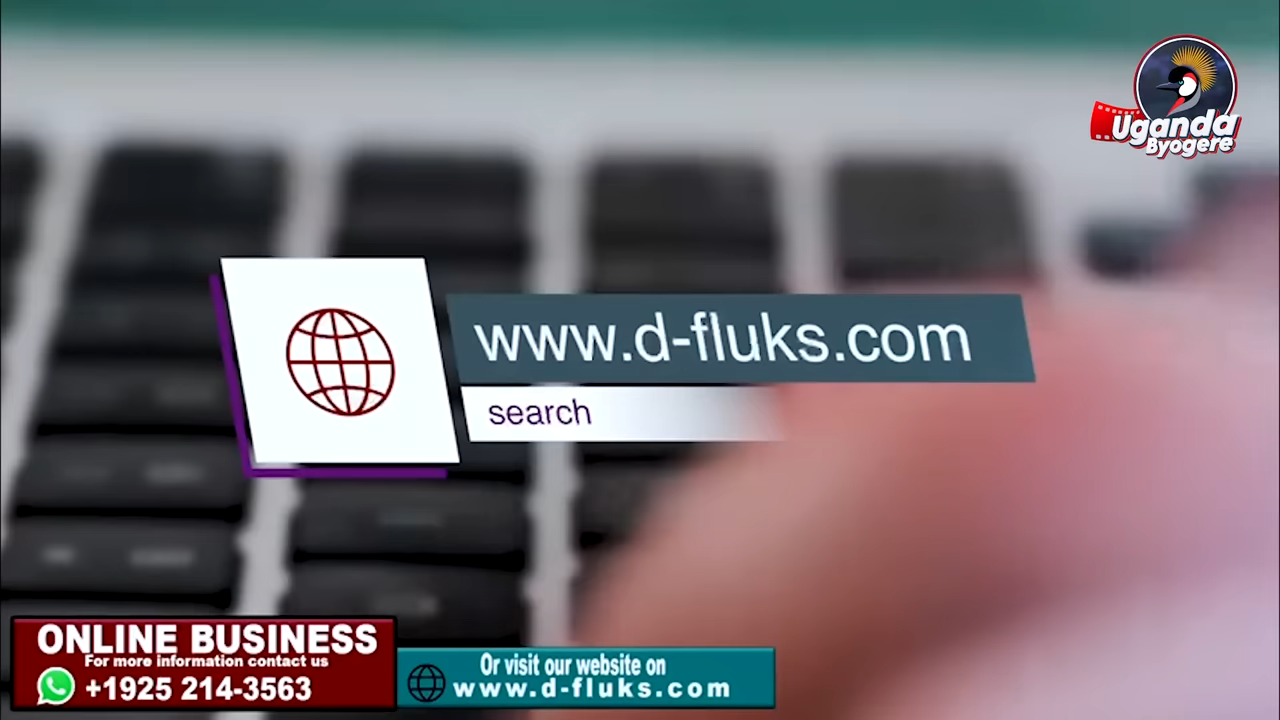 Uganda
Byogere
www.d-fluks.com
search
ONLINE BUSINESS
For more information contact us
+1925 214-3563
Or visit our website on
www.d-fluks.com